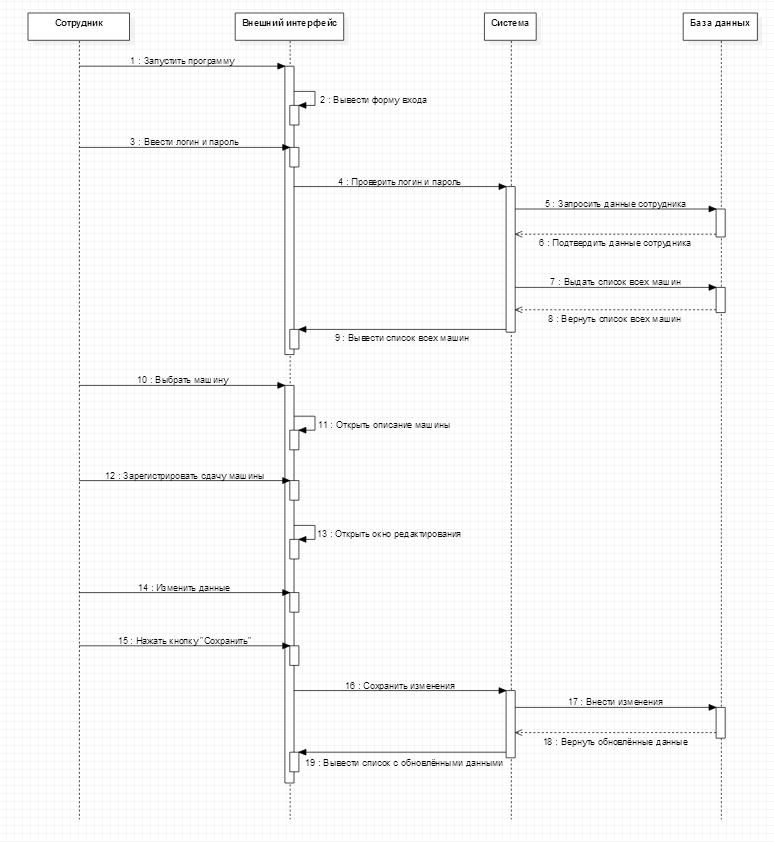 Сотрудник
Внешний интерфейс
Система
База данных
1 : Запустить программу
2 : Вывести форму входа
3 : Ввести логин и пароль
4 : Проверить логин и пароль
5 : Запросить данные сотрудника
6 : Подтвердить данные сотрудника
7 : Выдать список всех машин
8 : Вернуть список всех машин
9 : Вывести список всех машин
10 : Выбрать машину
11 : Открыть описание машины
12 : Зарегистрировать сдачу машины
13 : Открыть окно редактирования
14 : Изменить данные
15 : Нажать кнопку "Сохранить"
16 : Сохранить изменения
17 : Внести изменения
18 : Вернуть обновлённые данные
19 : Вывести список с обновлёнными данными